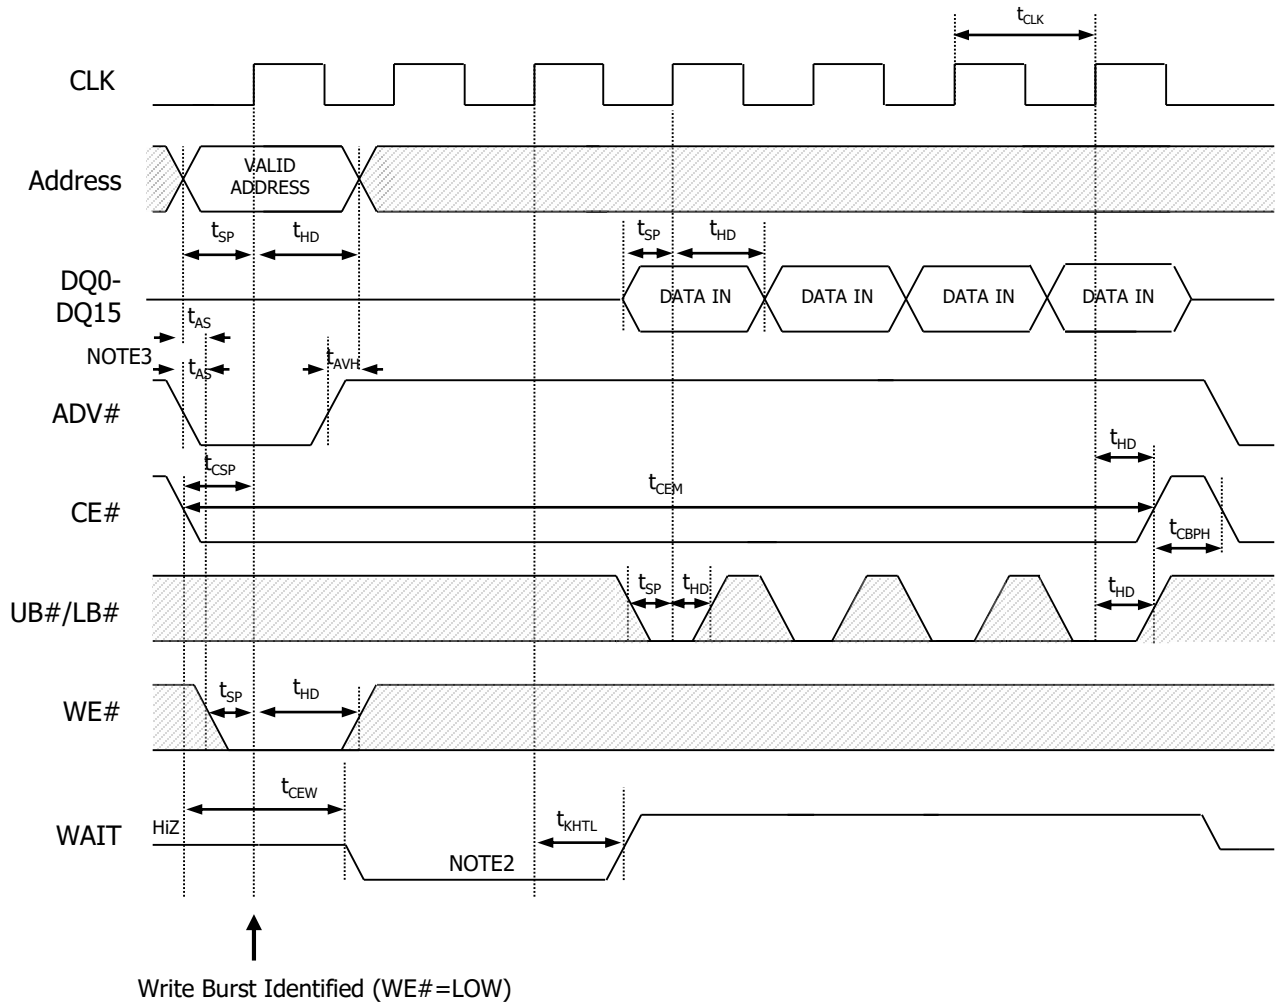 tCLK
CLK
Address
VALID
ADDRESS
tSP
tHD
tSP
tHD
DQ0-
DQ15
DATA IN
DATA IN
DATA IN
DATA IN
tAS
NOTE3
tAS
tAVH
ADV#
tHD
tCSP
tCEM
CE#
tCBPH
UB#/LB#
tSP
tHD
tHD
WE#
tSP
tHD
tCEW
HiZ
WAIT
tKHTL
NOTE2
Write Burst Identified (WE#=LOW)